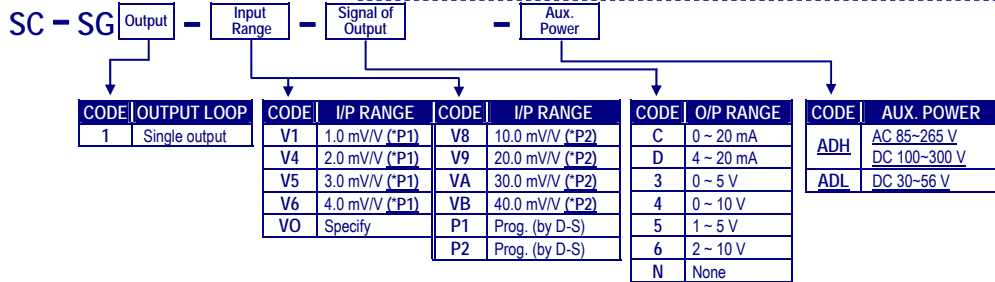 SC - SG Output - Input Range - Signal of Output - Aux. Power
CODE OUTPUT LOOP
1 Single output
CODE I/P RANGE CODE I/P RANGE
V1 1.0 mV/V (*P1) V8 10.0 mV/V (*P2)
V4 2.0 mV/V (*P1) V9 20.0 mV/V (*P2)
V5 3.0 mV/V (*P1) VA 30.0 mV/V (*P2)
V6 4.0 mV/V (*P1) VB 40.0 mV/V (*P2)
VO Specify P1 Prog. (by D-S)
P2 Prog. (by D-S)
CODE O/P RANGE
C 0 ~ 20 mA
D 4 ~ 20 mA
3 0 ~ 5 V
4 0 ~ 10 V
5 1 ~ 5 V
6 2 ~ 10 V
N None
CODE AUX. POWER
ADH AC 85~265 V
DC 100~300 V
ADL DC 30~56 V